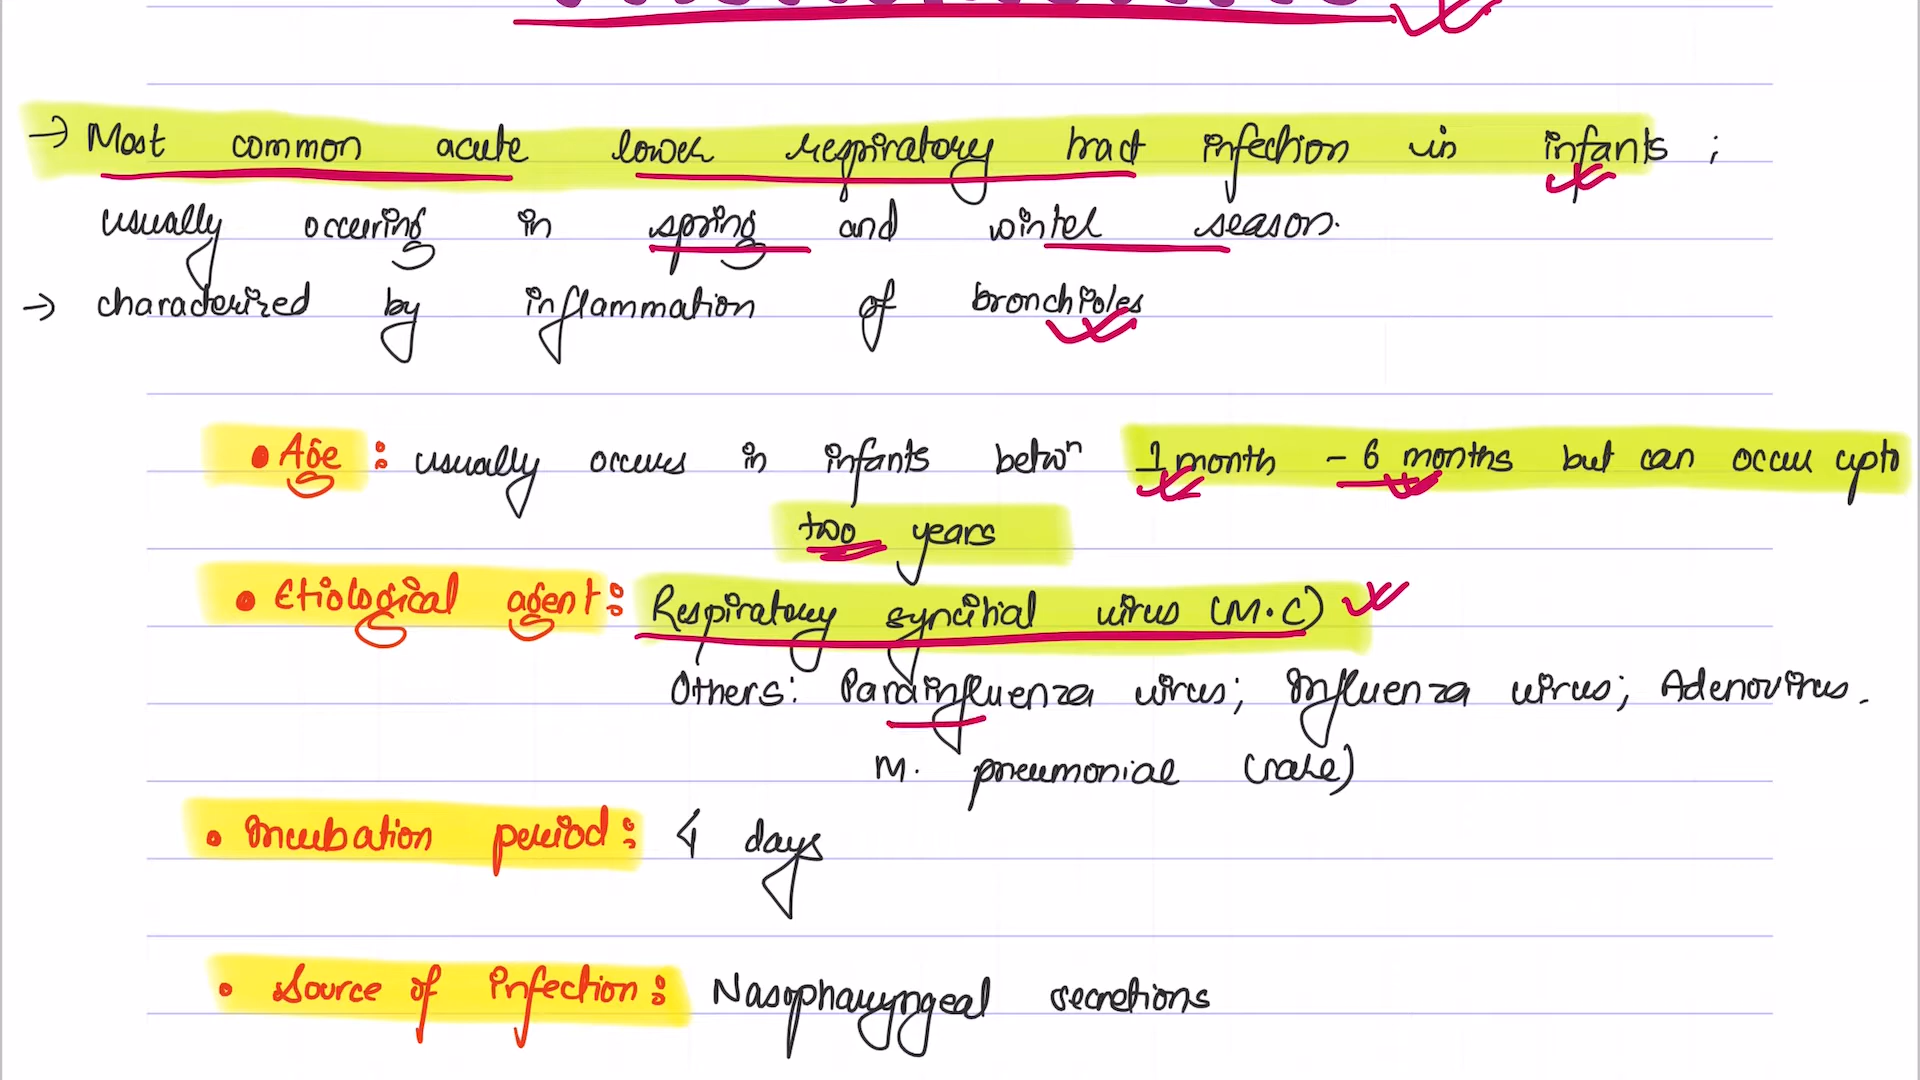 → Most common acute lower respiratory tract infection in infants ;
usually occuring in spring and winter season.
→ characterized by inflammation of bronchioles
• Age : usually occurs in infants betwⁿ 1 month - 6 months but can occur upto
two years
• Etiological agent: Respiratory syncitial virus (M.C)
Others: Parainfluenza virus; Influenza virus; Adenovirus.
M. pneumoniae (rare)
• Incubation period: 4 days
• Source of infection: Nasopharyngeal secretions